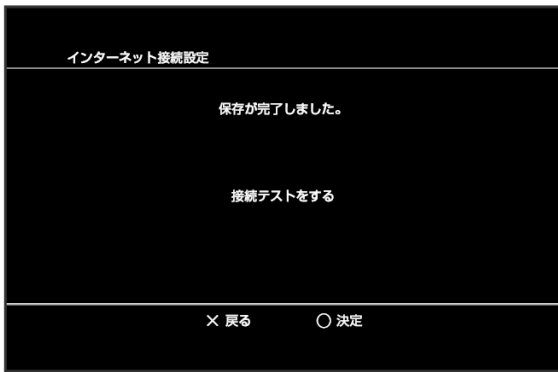 インターネット接続設定
保存が完了しました。
接続テストをする
× 戻る ○ 決定